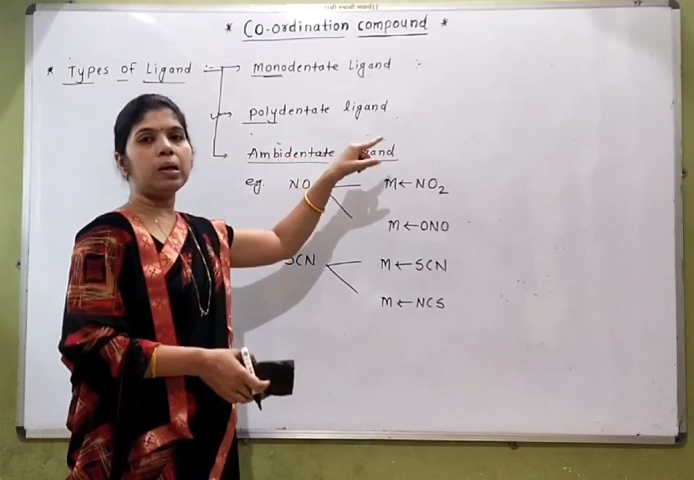 * Co-ordination compound *
* Types of Ligand :- Monodentate Ligand :-
polydentate ligand
Ambidentate
eg. NO M←NO₂
M←ONO
SCN M←SCN
M←NCS